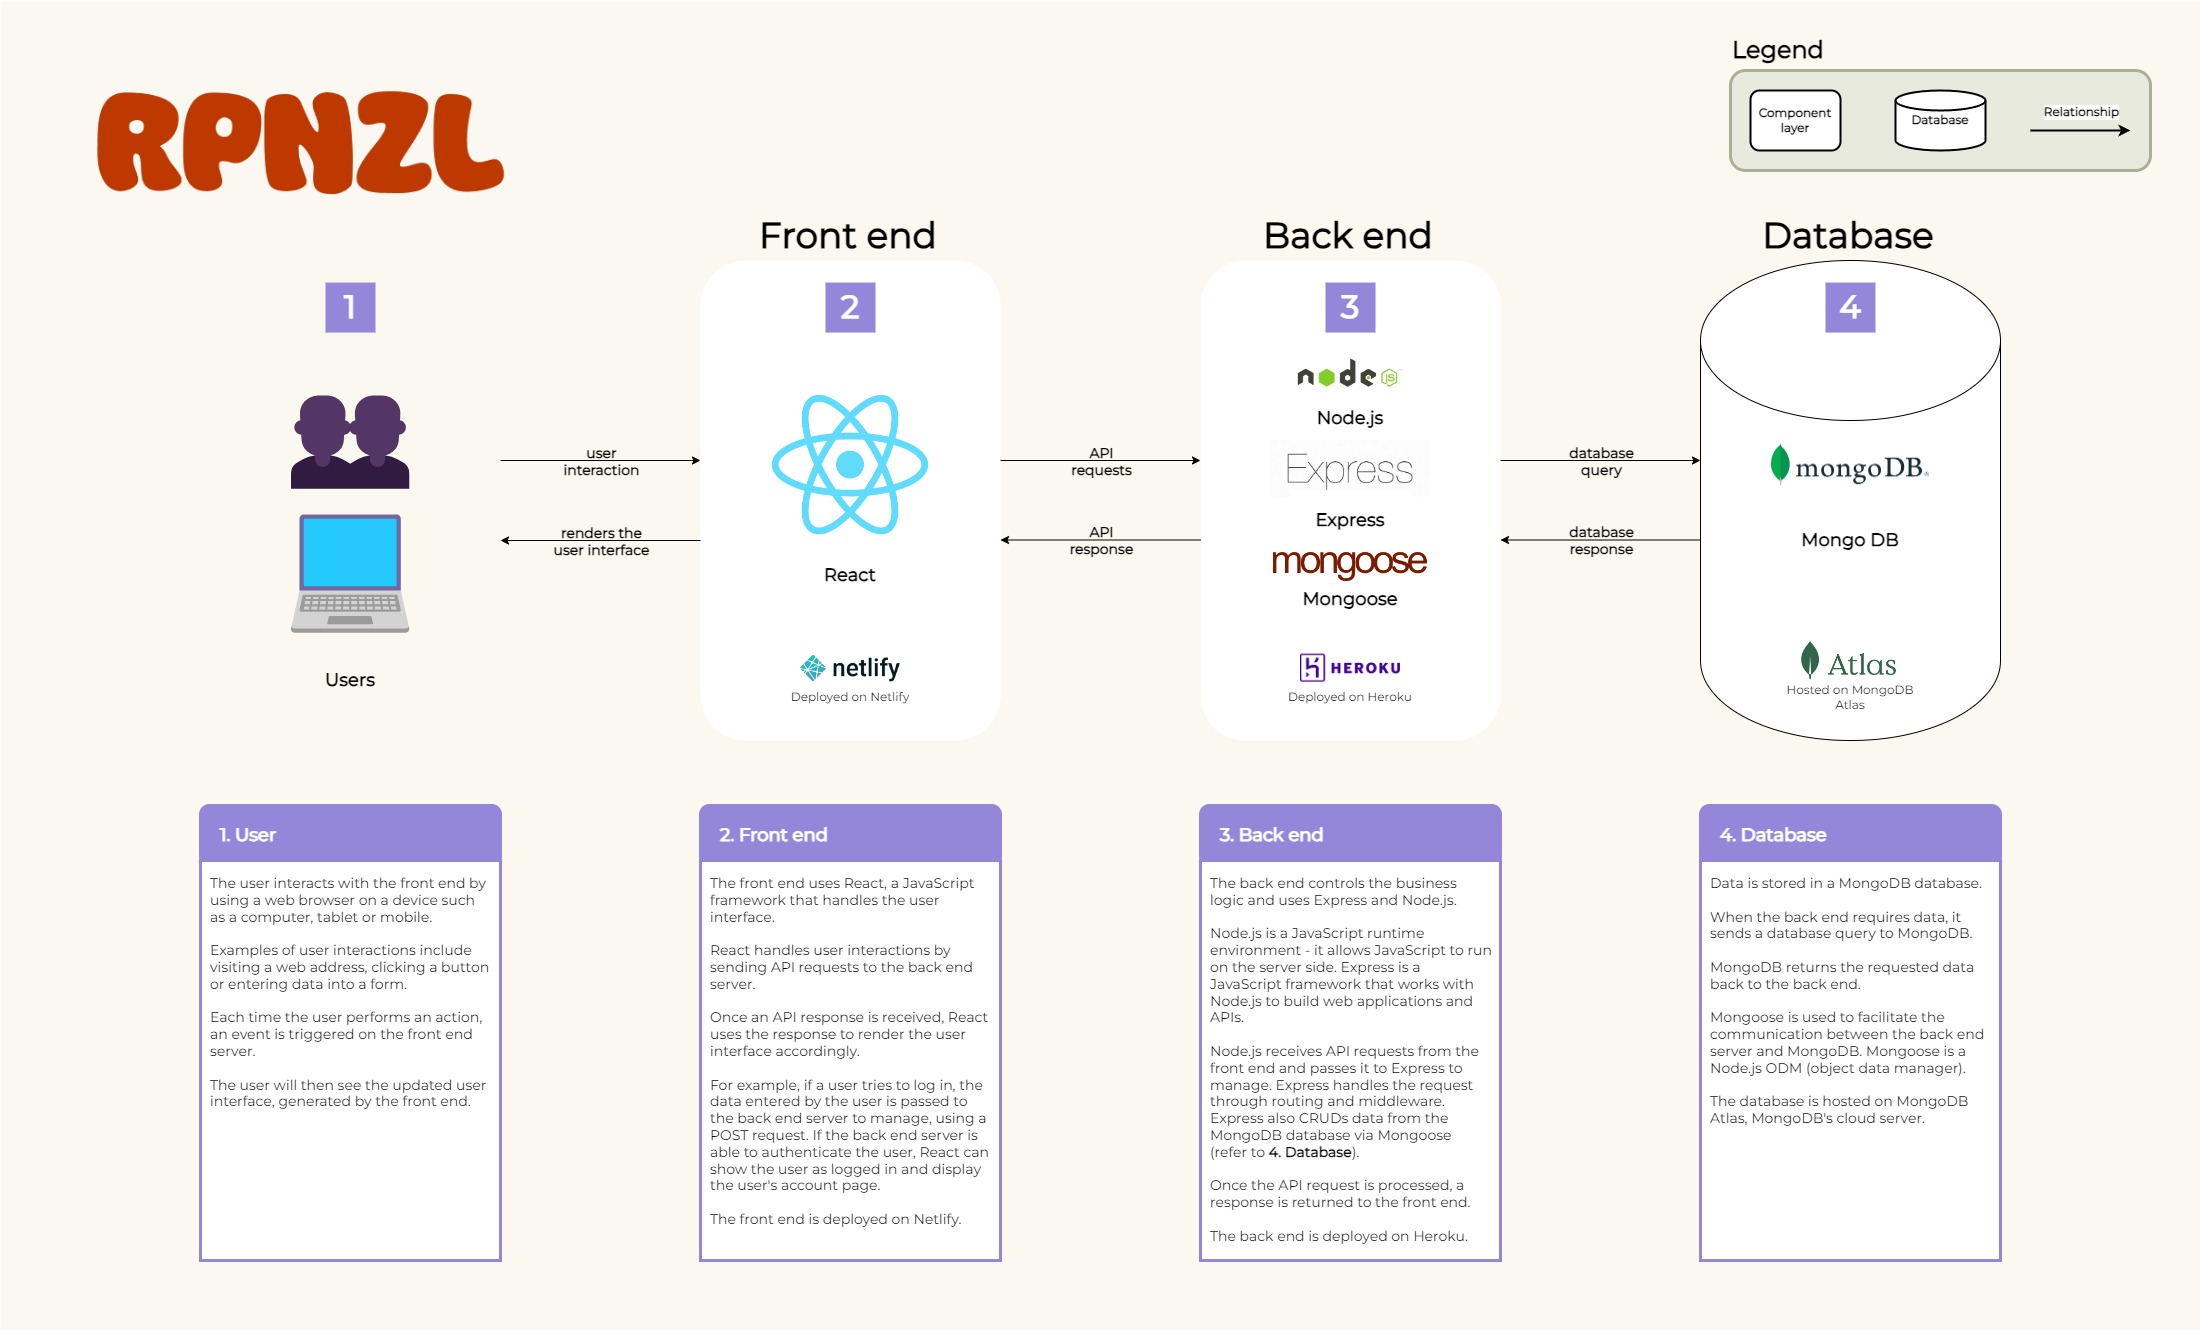 Legend
Component
layer
Database
Relationship
RPNZL
Front end
Back end
Database
1
2
3
4
node JS
Node.js
user
interaction
API
requests
Express
database
query
mongoDB
Express
renders the
user interface
API
response
mongoose
database
response
Mongo DB
React
Mongoose
Users
netlify
Deployed on Netlify
HEROKU
Deployed on Heroku
Atlas
Hosted on MongoDB
Atlas
1. User
The user interacts with the front end by
using a web browser on a device such
as a computer, tablet or mobile.
Examples of user interactions include
visiting a web address, clicking a button
or entering data into a form.
Each time the user performs an action,
an event is triggered on the front end
server.
The user will then see the updated user
interface, generated by the front end.
2. Front end
The front end uses React, a JavaScript
framework that handles the user
interface.
React handles user interactions by
sending API requests to the back end
server.
Once an API response is received, React
uses the response to render the user
interface accordingly.
For example, if a user tries to log in, the
data entered by the user is passed to
the back end server to manage, using a
POST request. If the back end server is
able to authenticate the user, React can
show the user as logged in and display
the user's account page.
The front end is deployed on Netlify.
3. Back end
The back end controls the business
logic and uses Express and Node.js.
Node.js is a JavaScript runtime
environment - it allows JavaScript to run
on the server side. Express is a
JavaScript framework that works with
Node.js to build web applications and
APIs.
Node.js receives API requests from the
front end and passes it to Express to
manage. Express handles the request
through routing and middleware.
Express also CRUDs data from the
MongoDB database via Mongoose
(refer to 4. Database).
Once the API request is processed, a
response is returned to the front end.
The back end is deployed on Heroku.
4. Database
Data is stored in a MongoDB database.
When the back end requires data, it
sends a database query to MongoDB.
MongoDB returns the requested data
back to the back end.
Mongoose is used to facilitate the
communication between the back end
server and MongoDB. Mongoose is a
Node.js ODM (object data manager).
The database is hosted on MongoDB
Atlas, MongoDB's cloud server.